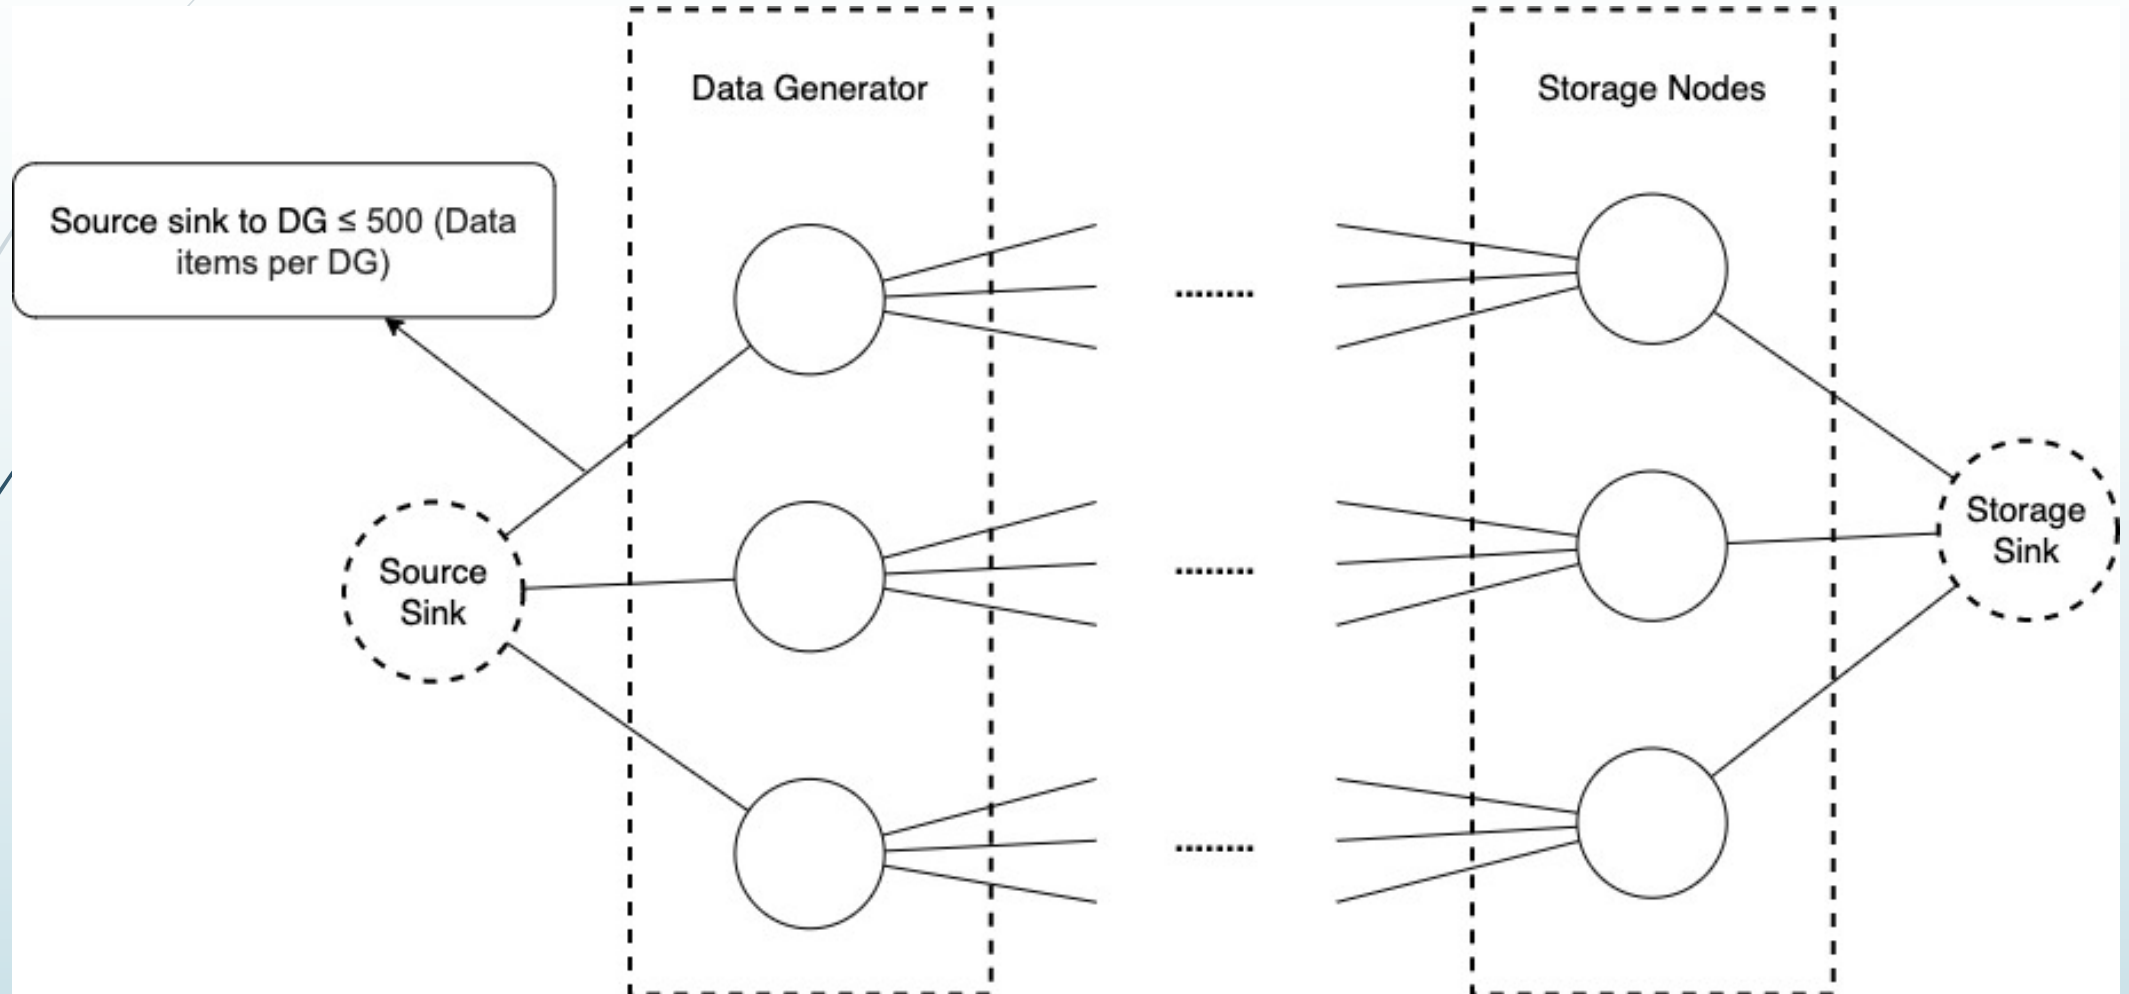 Data Generator
Storage Nodes
Source sink to DG ≤ 500 (Data
items per DG)
........
........
Source
Sink
Storage
Sink
........